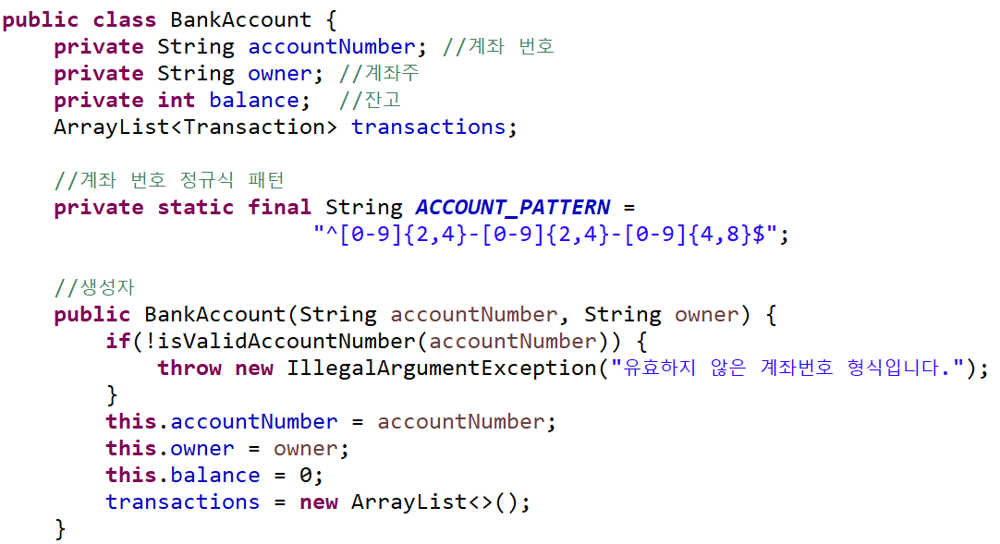 public class BankAccount {
    private String accountNumber; //계좌 번호
    private String owner; //계좌주
    private int balance;  //잔고
    ArrayList<Transaction> transactions;
    //계좌 번호 정규식 패턴
    private static final String ACCOUNT_PATTERN =
                        "^[0-9]{2,4}-[0-9]{2,4}-[0-9]{4,8}$";
    //생성자
    public BankAccount(String accountNumber, String owner) {
        if(!isValidAccountNumber(accountNumber)) {
            throw new IllegalArgumentException("유효하지 않은 계좌번호 형식입니다.");
        }
        this.accountNumber = accountNumber;
        this.owner = owner;
        this.balance = 0;
        transactions = new ArrayList<>();
    }